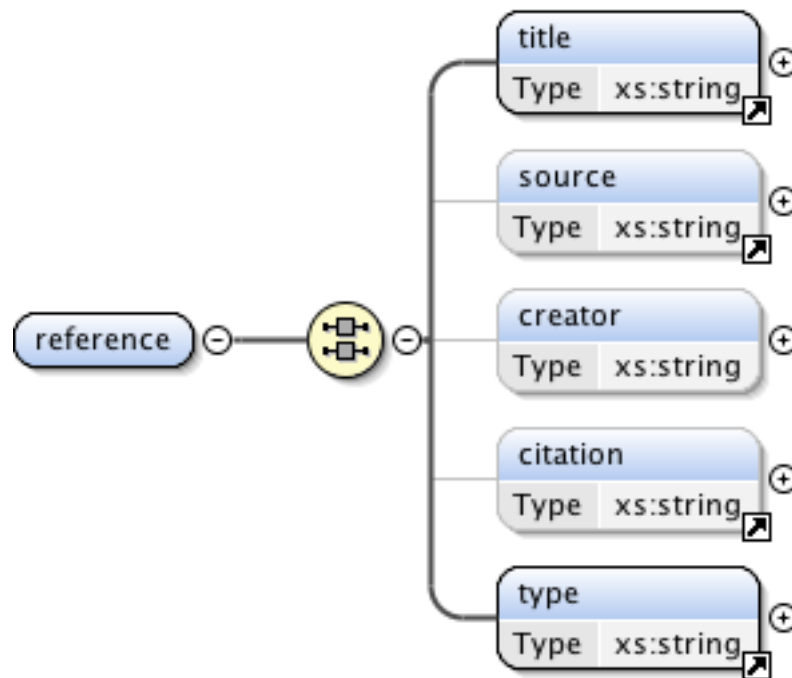 title
Type xs:string
source
Type xs:string
reference
creator
Type xs:string
citation
Type xs:string
type
Type xs:string